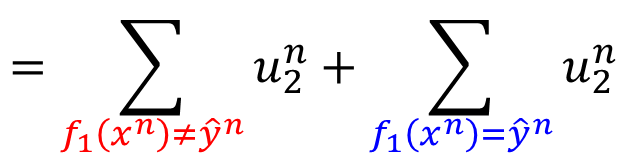 = ∑_{f₁(xⁿ)≠ŷⁿ} u₂ⁿ + ∑_{f₁(xⁿ)=ŷⁿ} u₂ⁿ